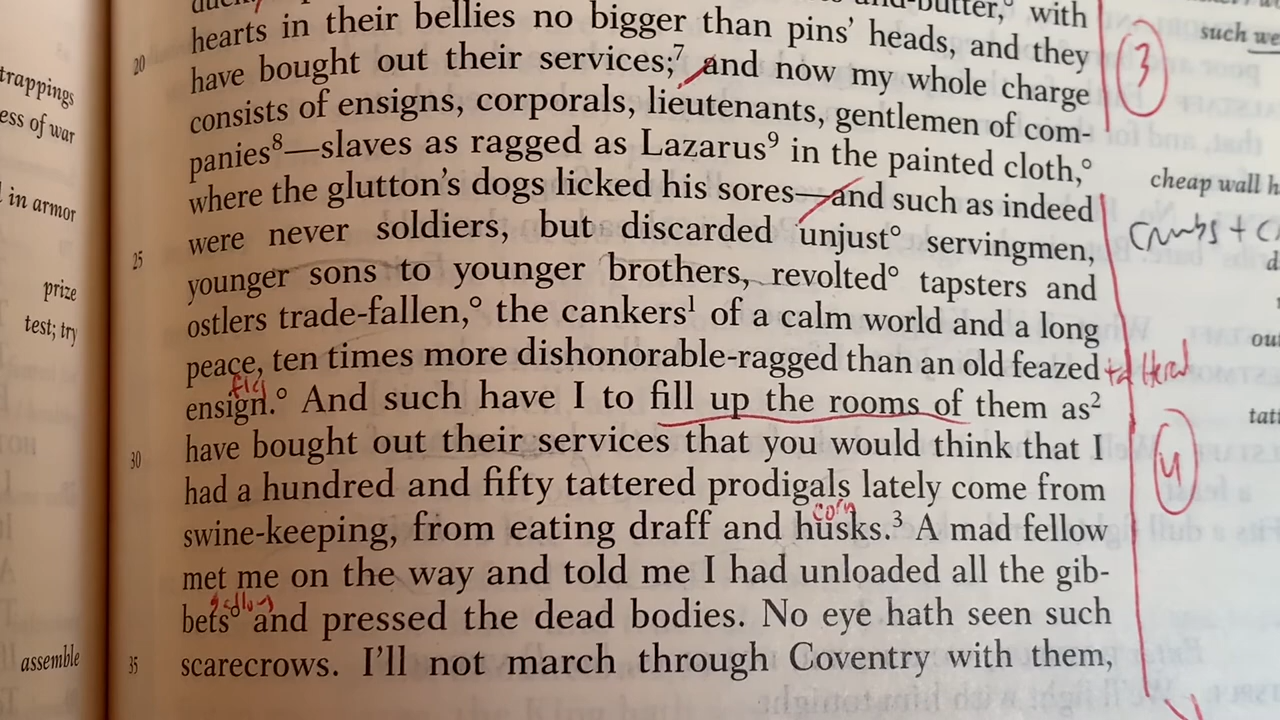 and-butter,° with
hearts in their bellies no bigger than pins' heads, and they
20
have bought out their services;⁷ and now my whole charge
consists of ensigns, corporals, lieutenants, gentlemen of com-
panies⁸—slaves as ragged as Lazarus⁹ in the painted cloth,°
where the glutton's dogs licked his sores—and such as indeed
were never soldiers, but discarded unjust° servingmen,
25
younger sons to younger brothers, revolted° tapsters and
ostlers trade-fallen,° the cankers¹ of a calm world and a long
peace, ten times more dishonorable-ragged than an old feazed
tattered
flag
ensign.° And such have I to fill up the rooms of them as²
30
have bought out their services that you would think that I
had a hundred and fifty tattered prodigals lately come from
corn
swine-keeping, from eating draff and husks.³ A mad fellow
met me on the way and told me I had unloaded all the gib-
bets° and pressed the dead bodies. No eye hath seen such
35
scarecrows. I'll not march through Coventry with them,
trappings
ess of war
in armor
prize
test; try
assemble
3
such we
cheap wall h
4
tatt